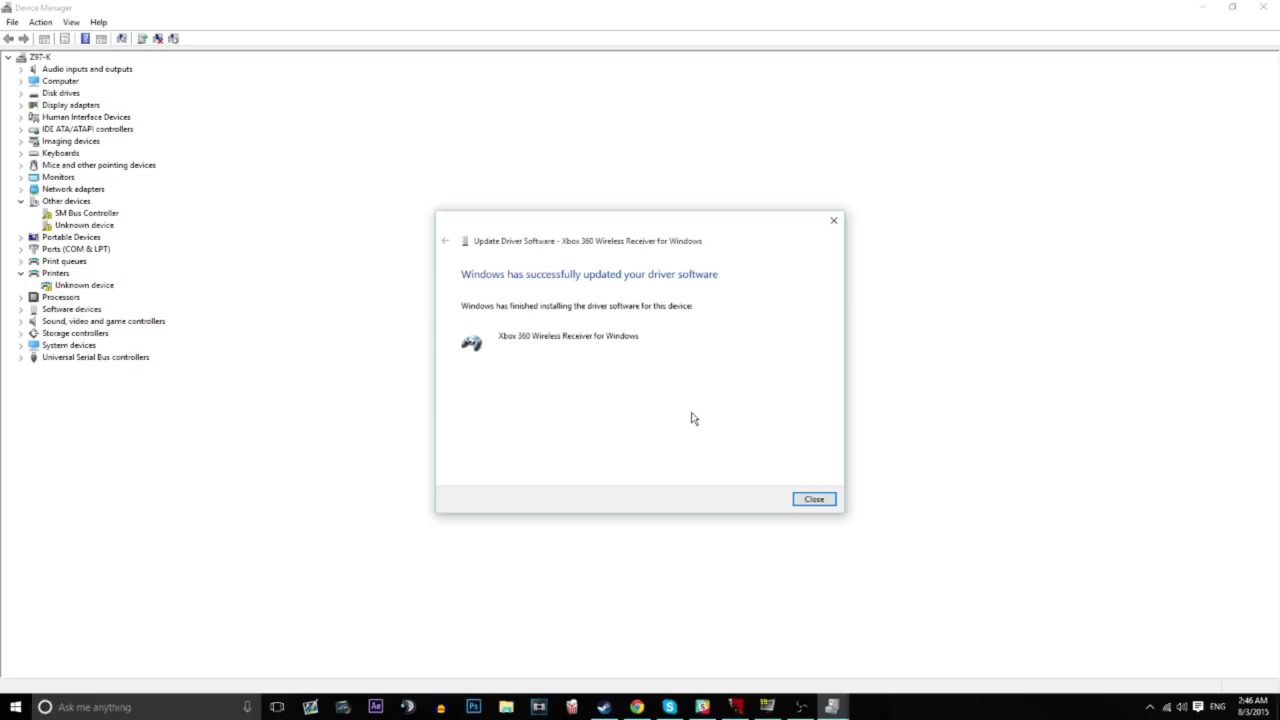 Device Manager
File Action View Help
Z97-K
Audio inputs and outputs
Computer
Disk drives
Display adapters
Human Interface Devices
IDE ATA/ATAPI controllers
Imaging devices
Keyboards
Mice and other pointing devices
Monitors
Network adapters
Other devices
SM Bus Controller
Unknown device
Portable Devices
Ports (COM & LPT)
Print queues
Printers
Unknown device
Processors
Software devices
Sound, video and game controllers
Storage controllers
System devices
Universal Serial Bus controllers
Update Driver Software - Xbox 360 Wireless Receiver for Windows
Windows has successfully updated your driver software
Windows has finished installing the driver software for this device:
Xbox 360 Wireless Receiver for Windows
Close
Ask me anything
Ae
Ps
ENG
2:46 AM
8/3/2015